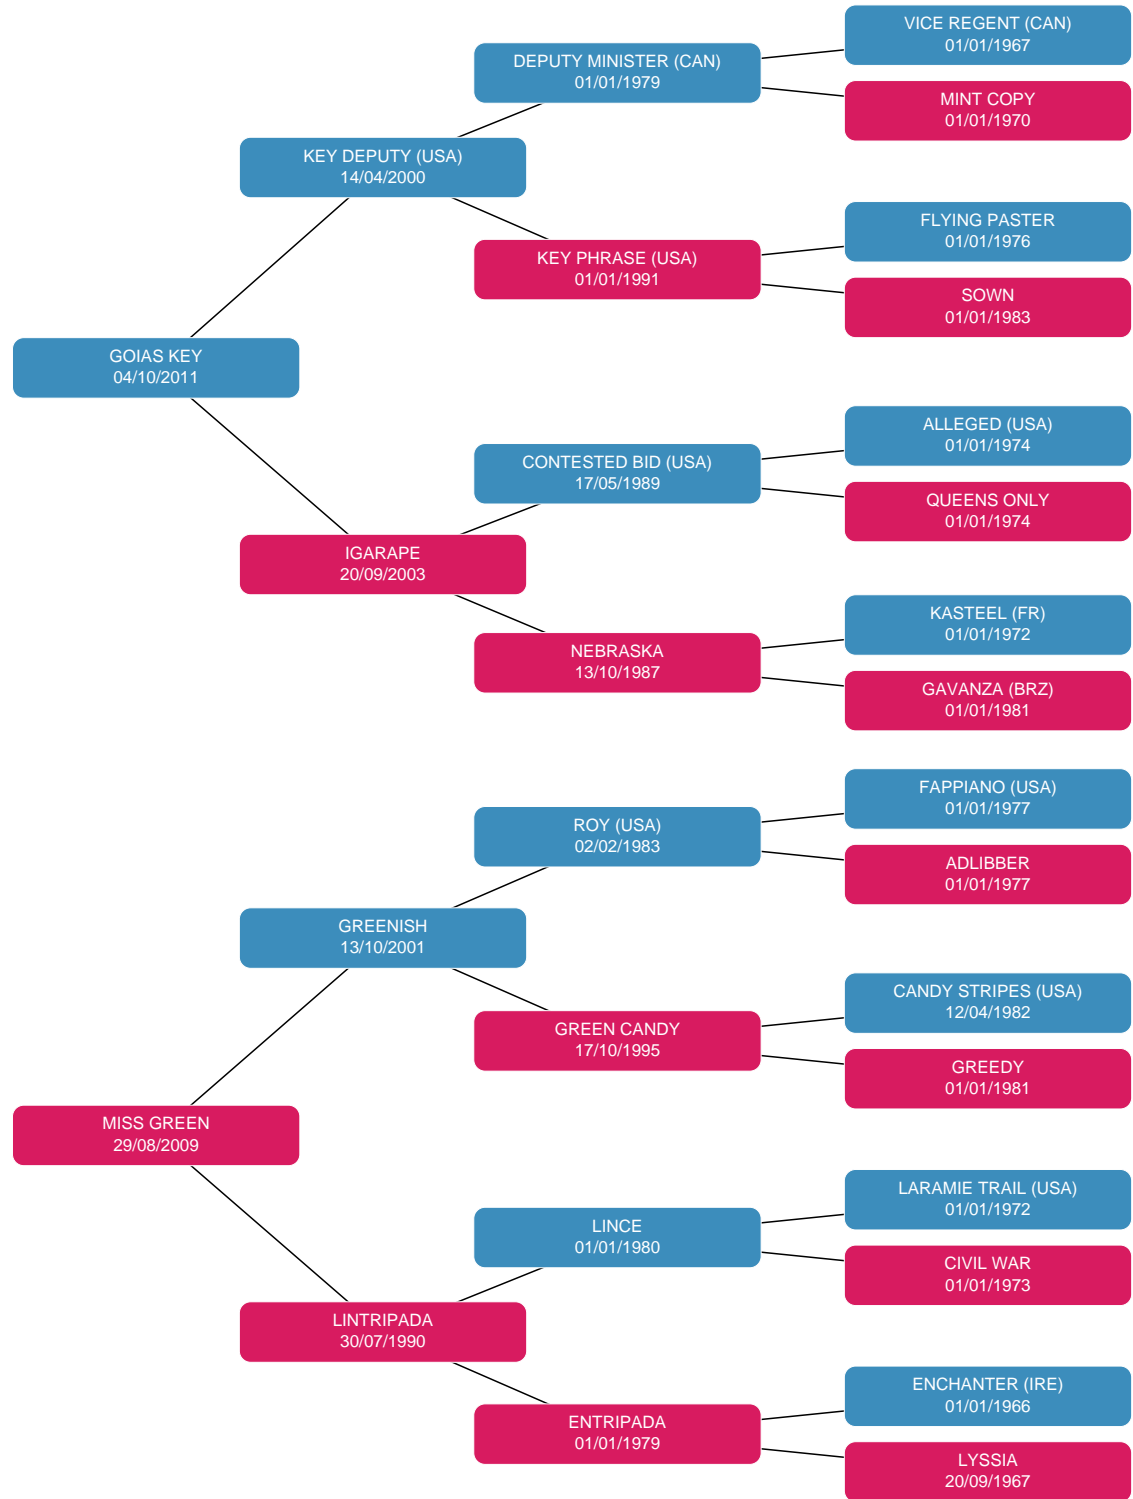 VICE REGENT (CAN)
01/01/1967
DEPUTY MINISTER (CAN)
01/01/1979
MINT COPY
01/01/1970
KEY DEPUTY (USA)
14/04/2000
FLYING PASTER
01/01/1976
KEY PHRASE (USA)
01/01/1991
SOWN
01/01/1983
GOIAS KEY
04/10/2011
ALLEGED (USA)
01/01/1974
CONTESTED BID (USA)
17/05/1989
QUEENS ONLY
01/01/1974
IGARAPE
20/09/2003
KASTEEL (FR)
01/01/1972
NEBRASKA
13/10/1987
GAVANZA (BRZ)
01/01/1981
FAPPIANO (USA)
01/01/1977
ROY (USA)
02/02/1983
ADLIBBER
01/01/1977
GREENISH
13/10/2001
CANDY STRIPES (USA)
12/04/1982
GREEN CANDY
17/10/1995
GREEDY
01/01/1981
MISS GREEN
29/08/2009
LARAMIE TRAIL (USA)
01/01/1972
LINCE
01/01/1980
CIVIL WAR
01/01/1973
LINTRIPADA
30/07/1990
ENCHANTER (IRE)
01/01/1966
ENTRIPADA
01/01/1979
LYSSIA
20/09/1967